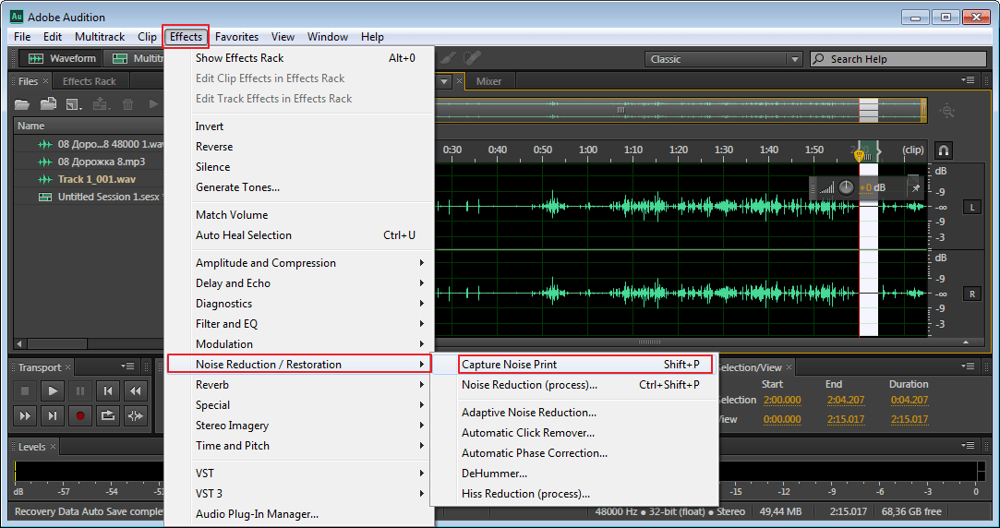 Au Adobe Audition
File Edit Multitrack Clip Effects Favorites View Window Help
Waveform
Classic
Search Help
Files × Effects Rack
Mixer
Name
08 Доро...8 48000 1.wav
08 Дорожка 8.mp3
Track 1_001.wav
Untitled Session 1.sesx *
Show Effects Rack Alt+0
Edit Clip Effects in Effects Rack
Edit Track Effects in Effects Rack
Invert
Reverse
Silence
Generate Tones...
Match Volume
Auto Heal Selection Ctrl+U
Amplitude and Compression
Delay and Echo
Diagnostics
Filter and EQ
Modulation
Noise Reduction / Restoration
Reverb
Special
Stereo Imagery
Time and Pitch
VST
VST 3
Audio Plug-In Manager...
Capture Noise Print Shift+P
Noise Reduction (process)... Ctrl+Shift+P
Adaptive Noise Reduction...
Automatic Click Remover...
Automatic Phase Correction...
DeHummer...
Hiss Reduction (process)...
0:30 0:40 0:50 1:00 1:10 1:20 1:30 1:40 1:50 (clip)
+0 dB
dB
-9
-∞
-9
-3
L
dB
-9
-∞
-9
-3
R
Transport ×
Selection/View ×
Start End Duration
Selection 2:00.000 2:04.207 0:04.207
View 0:00.000 2:15.017 2:15.017
Levels ×
dB -57 -54 -51 -15 -12 -9 -6 -3 0
48000 Hz ● 32-bit (float) ● Stereo 49,44 MB 2:15.017 68,36 GB free